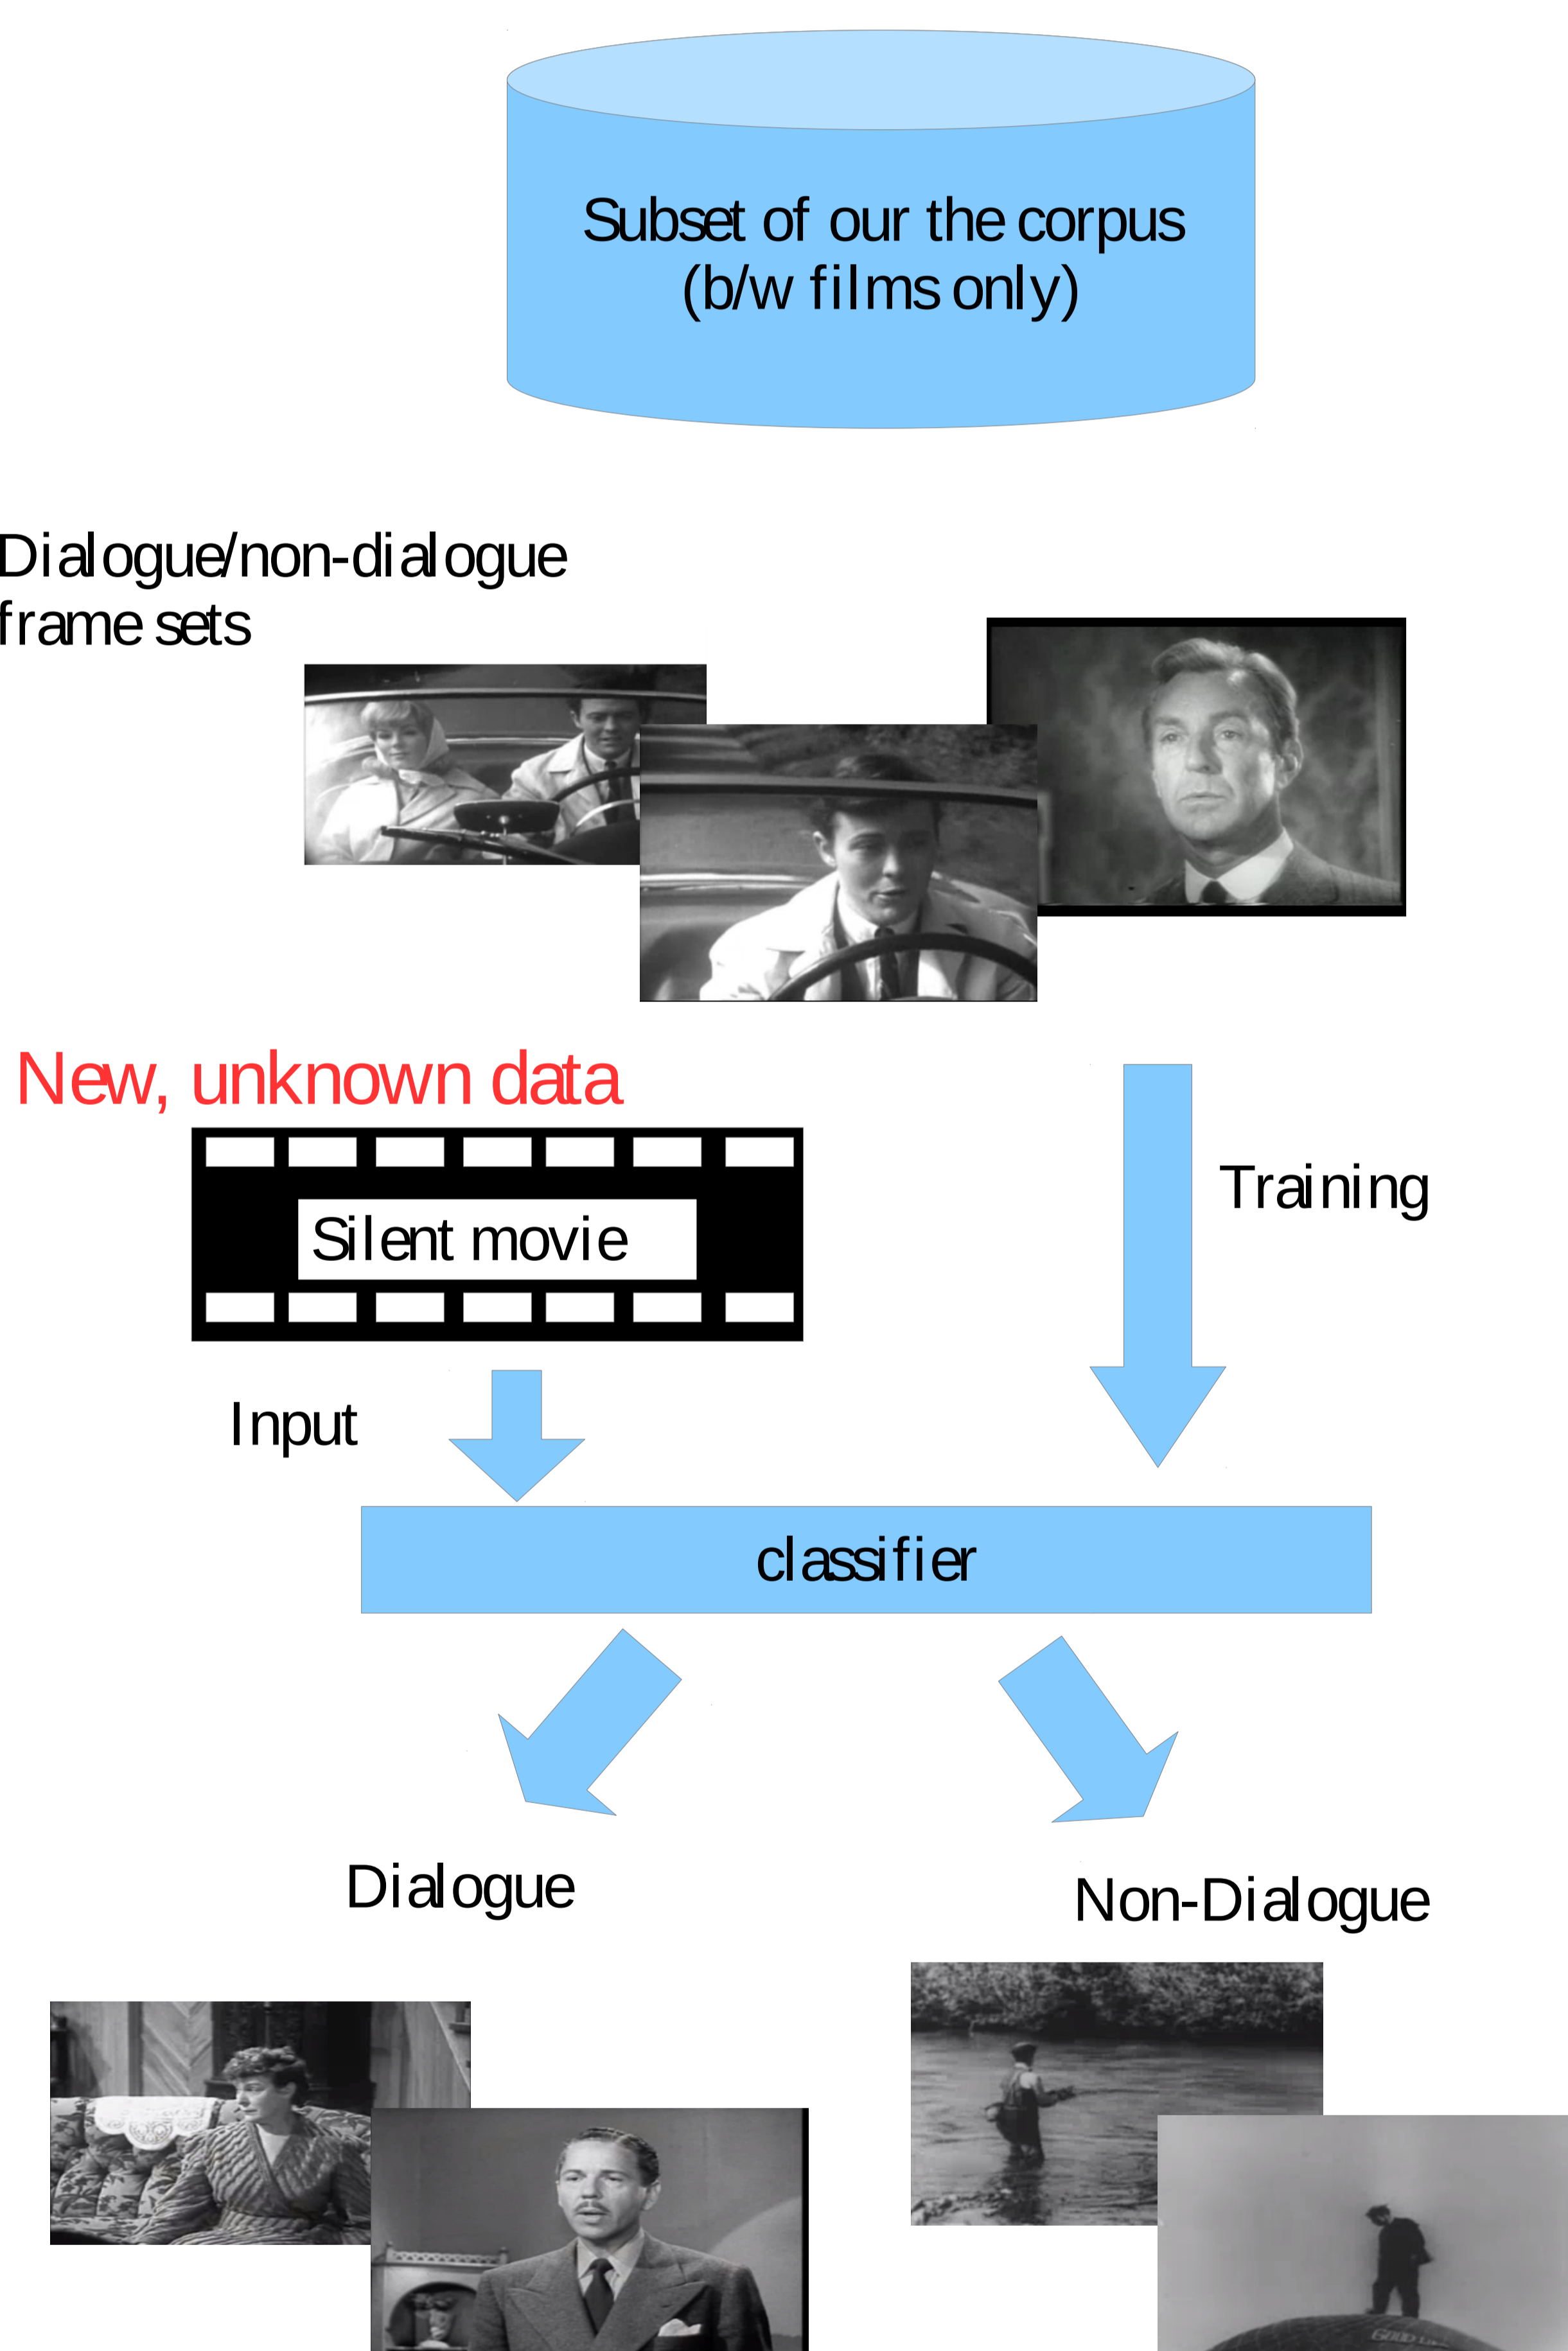 Subset of our the corpus
(b/w films only)
Dialogue/non-dialogue
frame sets
New, unknown data
Silent movie
Training
Input
classifier
Dialogue
Non-Dialogue